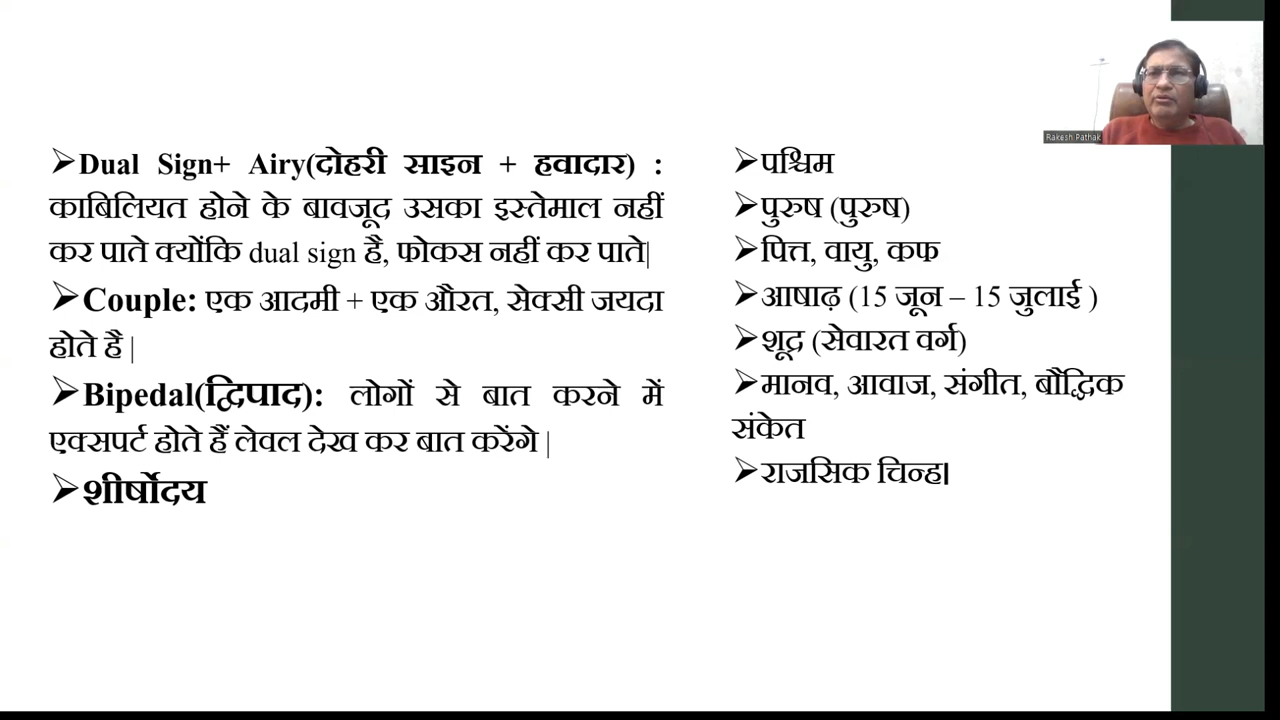 ➢Dual Sign+ Airy(दोहरी साइन + हवादार) :
काबिलियत होने के बावजूद उसका इस्तेमाल नहीं
कर पाते क्योंकि dual sign है, फोकस नहीं कर पाते|
➢Couple: एक आदमी + एक औरत, सेक्सी जयदा
होते है |
➢Bipedal(द्विपाद): लोगों से बात करने में
एक्सपर्ट होते हैं लेवल देख कर बात करेंगे |
➢शीर्षोदय
➢पश्चिम
➢पुरुष (पुरुष)
➢पित्त, वायु, कफ
➢आषाढ़ (15 जून – 15 जुलाई )
➢शूद्र (सेवारत वर्ग)
➢मानव, आवाज, संगीत, बौद्धिक
संकेत
➢राजसिक चिन्ह।
Rakesh Pathak